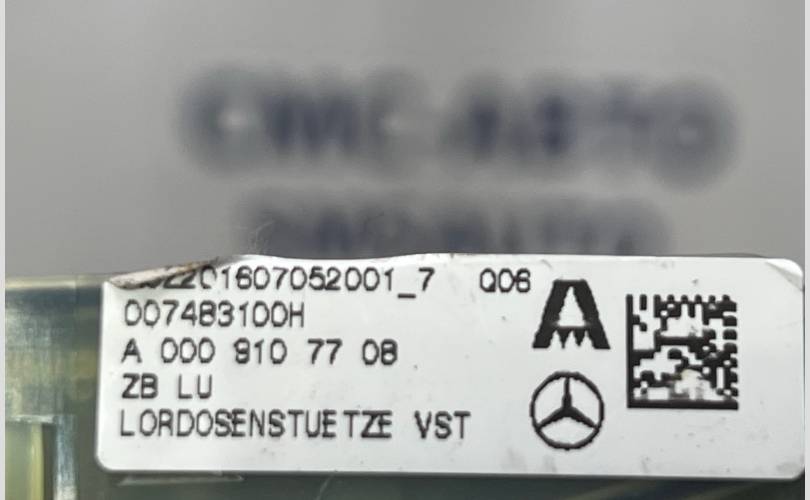 201607052001_7 Q06
007483100H
A 000 910 77 08
ZB LU
LORDOSENSTUETZE VST